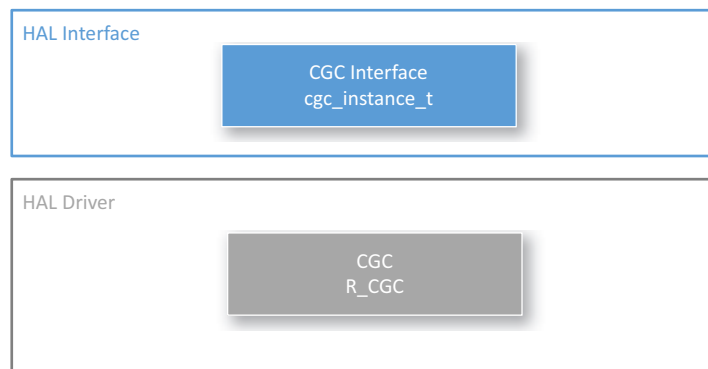 HAL Interface
CGC Interface
cgc_instance_t
HAL Driver
CGC
R_CGC